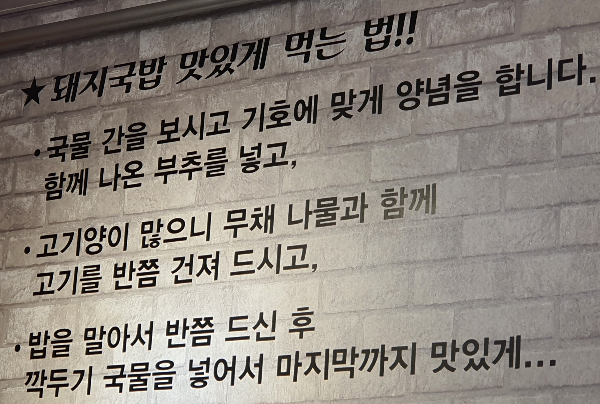 ★돼지국밥 맛있게 먹는 법!!
•국물 간을 보시고 기호에 맞게 양념을 합니다.
함께 나온 부추를 넣고,
•고기양이 많으니 무채 나물과 함께
고기를 반쯤 건져 드시고,
•밥을 말아서 반쯤 드신 후
깍두기 국물을 넣어서 마지막까지 맛있게...